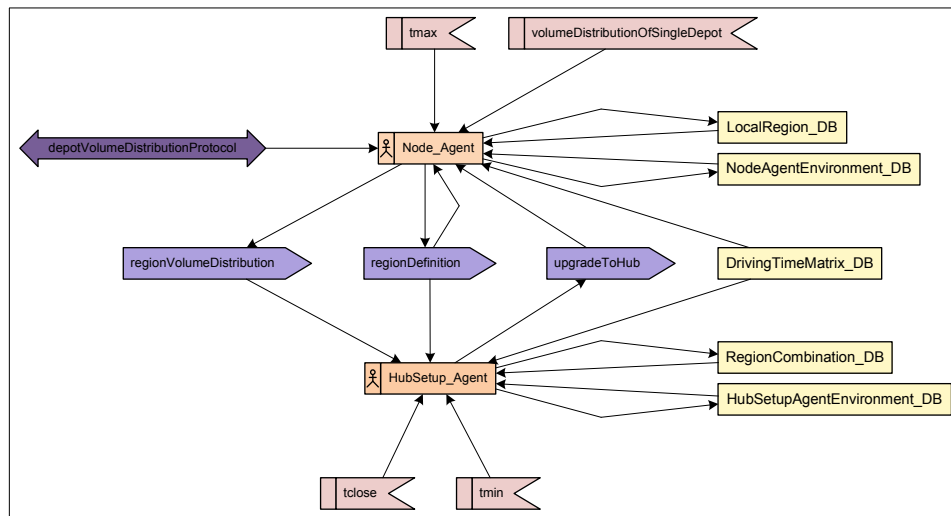 tmax
volumeDistributionOfSingleDepot
LocalRegion_DB
depotVolumeDistributionProtocol
Node_Agent
NodeAgentEnvironment_DB
regionVolumeDistribution
regionDefinition
upgradeToHub
DrivingTimeMatrix_DB
RegionCombination_DB
HubSetup_Agent
HubSetupAgentEnvironment_DB
tclose
tmin